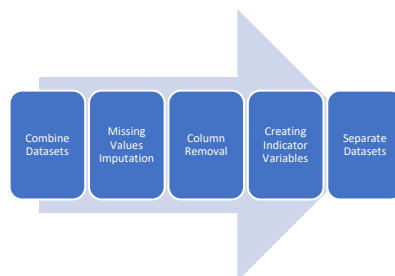 Combine
Datasets
Missing
Values
Imputation
Column
Removal
Creating
Indicator
Variables
Separate
Datasets